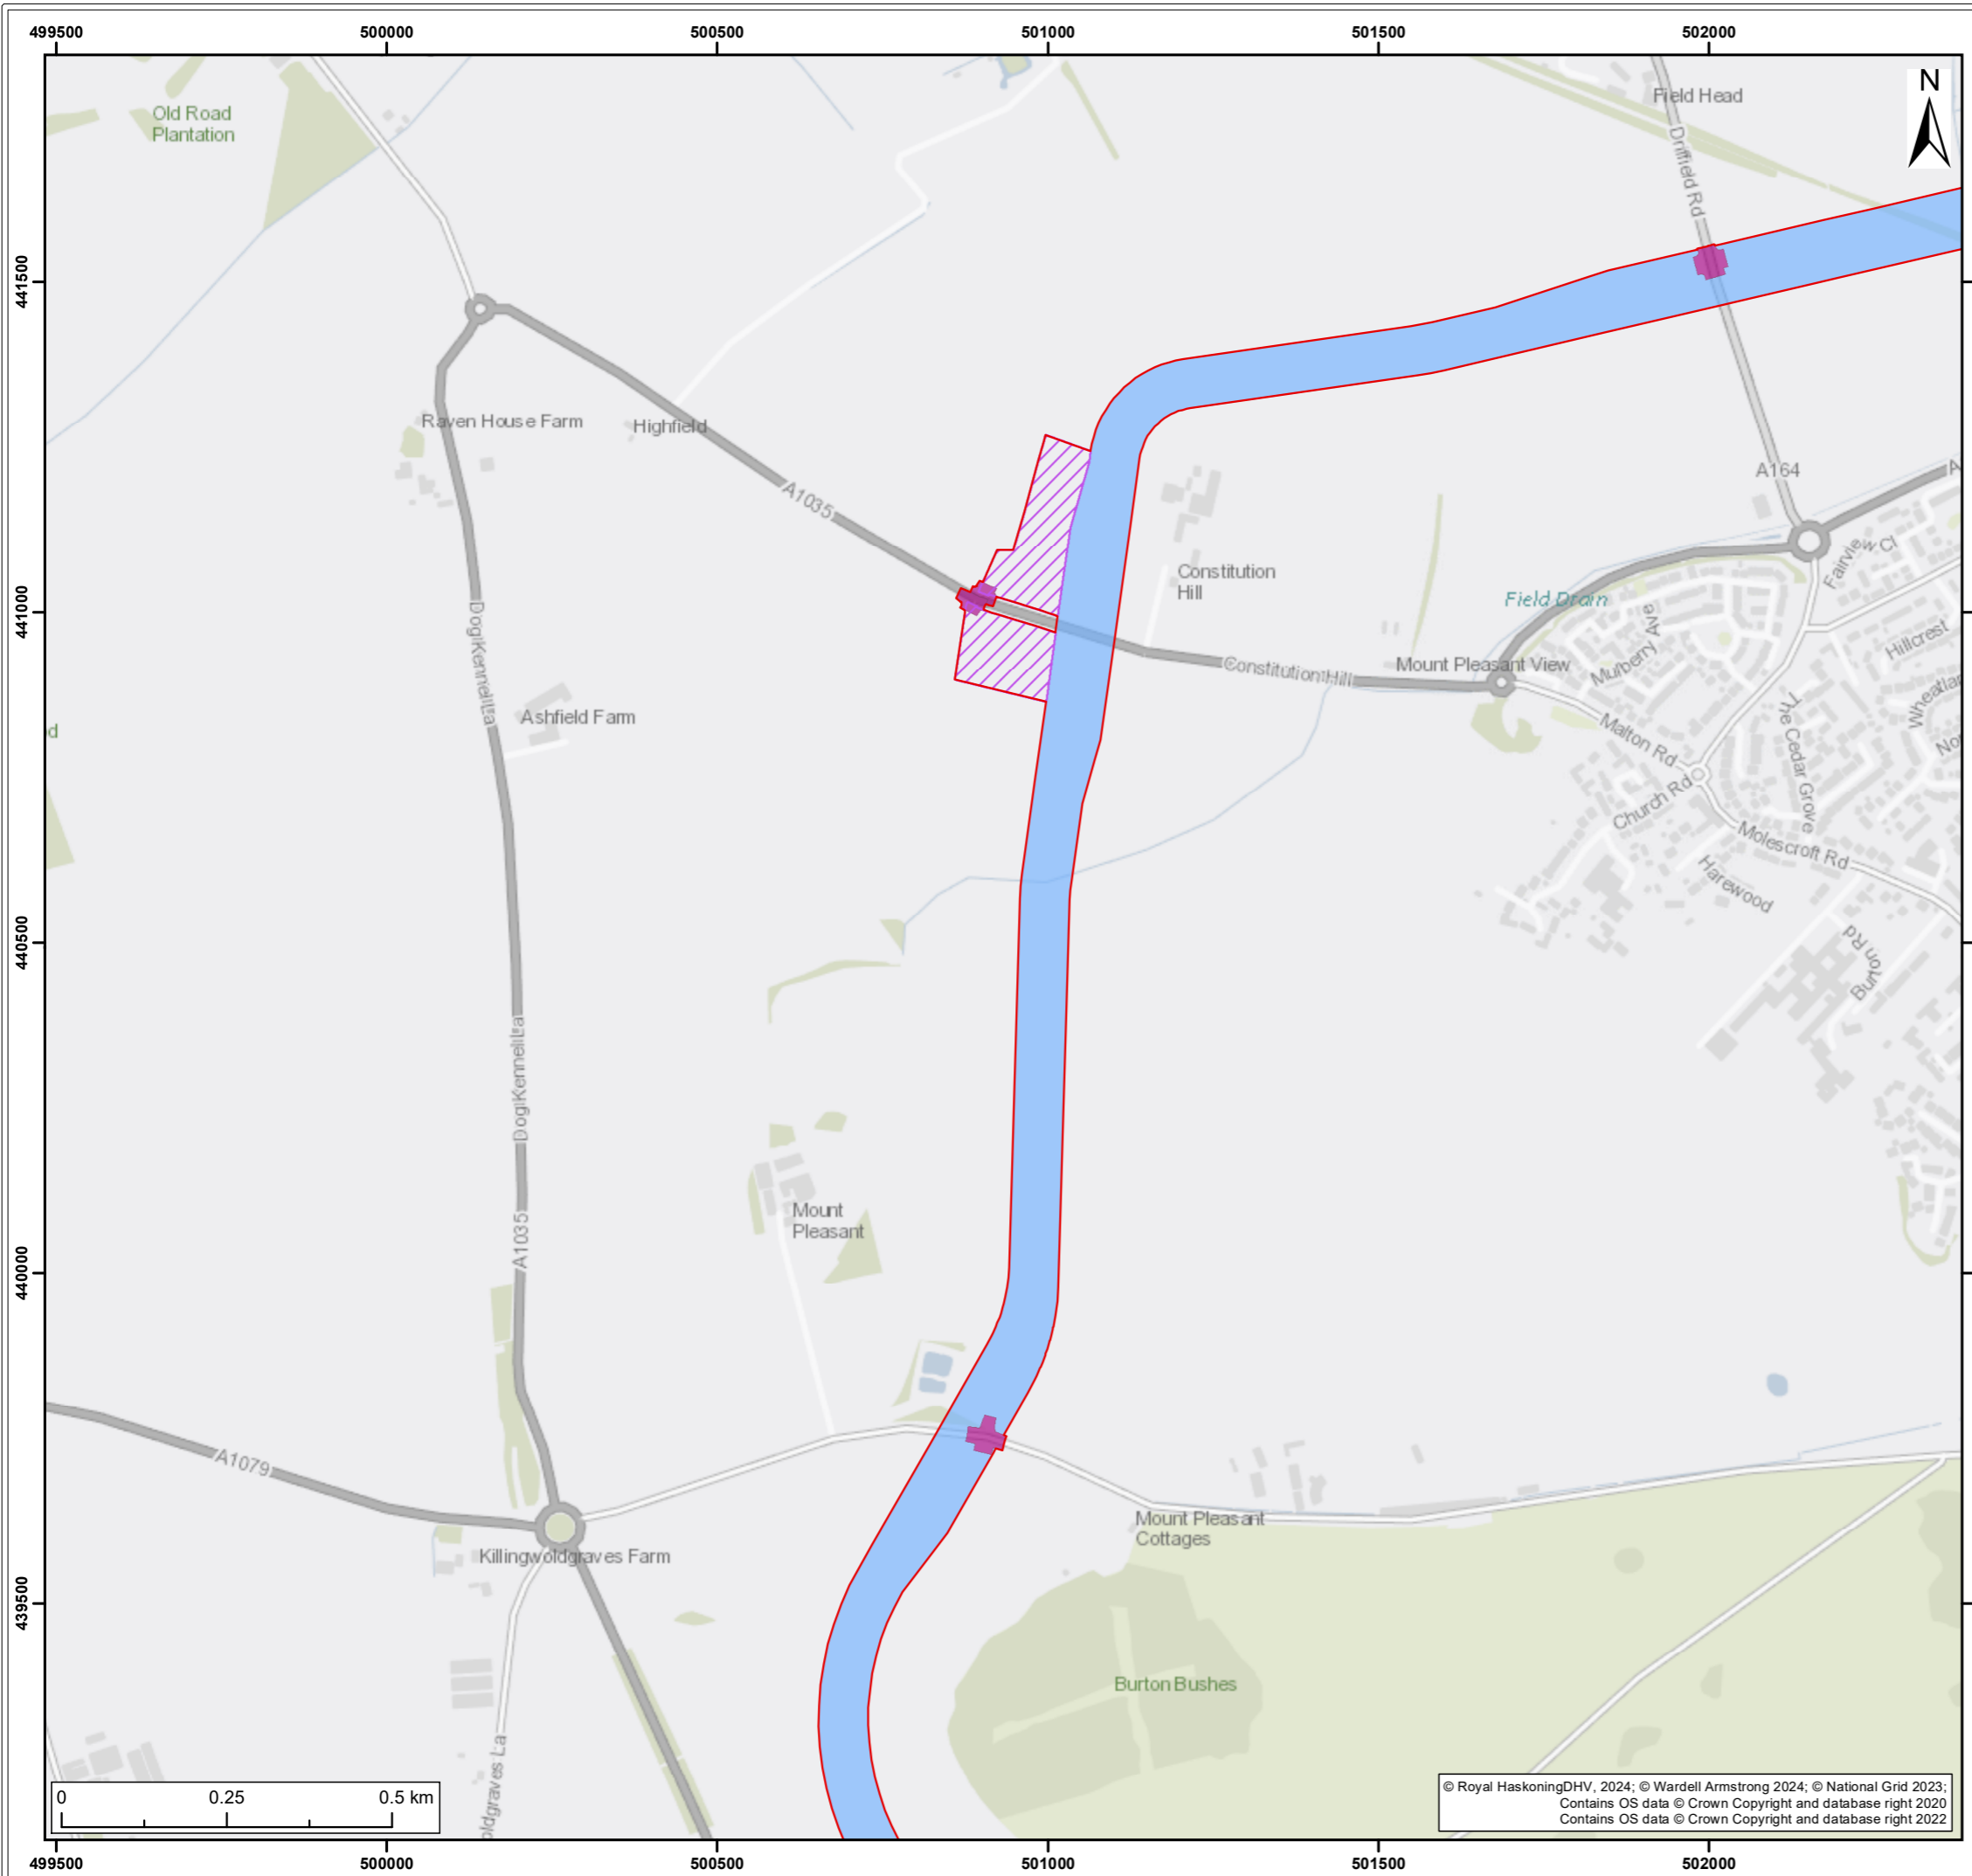 499500
500000
500500
501000
501500
502000
441500
441000
440500
440000
439500
N
Old Road
Plantation
Field Head
Driffield Rd
Raven House Farm
Highfield
A1035
A164
A
Fairview Cl
Constitution
Hill
Field Drain
Hillcrest
Mulberry Ave
Mount Pleasant View
Constitution Hill
Dog Kennel La
Ashfield Farm
d
Malton Rd
The Cedar Grove
Wheatlan
No
Church Rd
Molescroft Rd
Harewood
Burton Rd
Dog Kennel La
A1035
Mount
Pleasant
A1079
Mount Pleasant
Cottages
Killingwoldgraves Farm
Burton Bushes
oldgraves La
0
0.25
0.5 km
© Royal HaskoningDHV, 2024; © Wardell Armstrong 2024; © National Grid 2023;
Contains OS data © Crown Copyright and database right 2020
Contains OS data © Crown Copyright and database right 2022
499500
500000
500500
501000
501500
502000